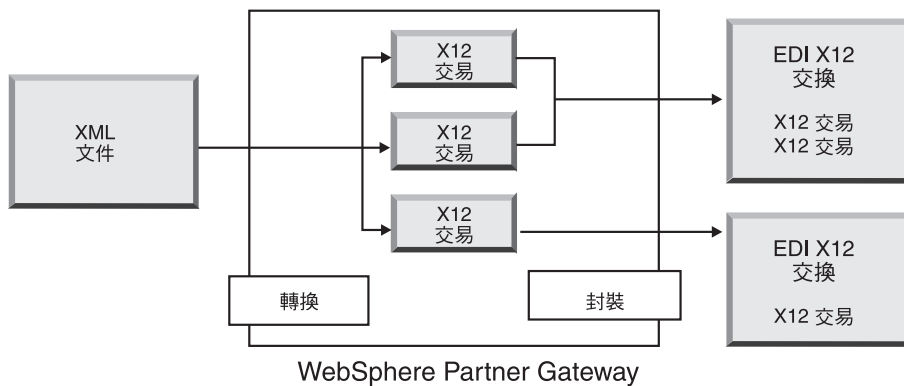 XML
文件
X12
交易
X12
交易
X12
交易
轉換
封裝
EDI X12
交換
X12 交易
X12 交易
EDI X12
交換
X12 交易
WebSphere Partner Gateway